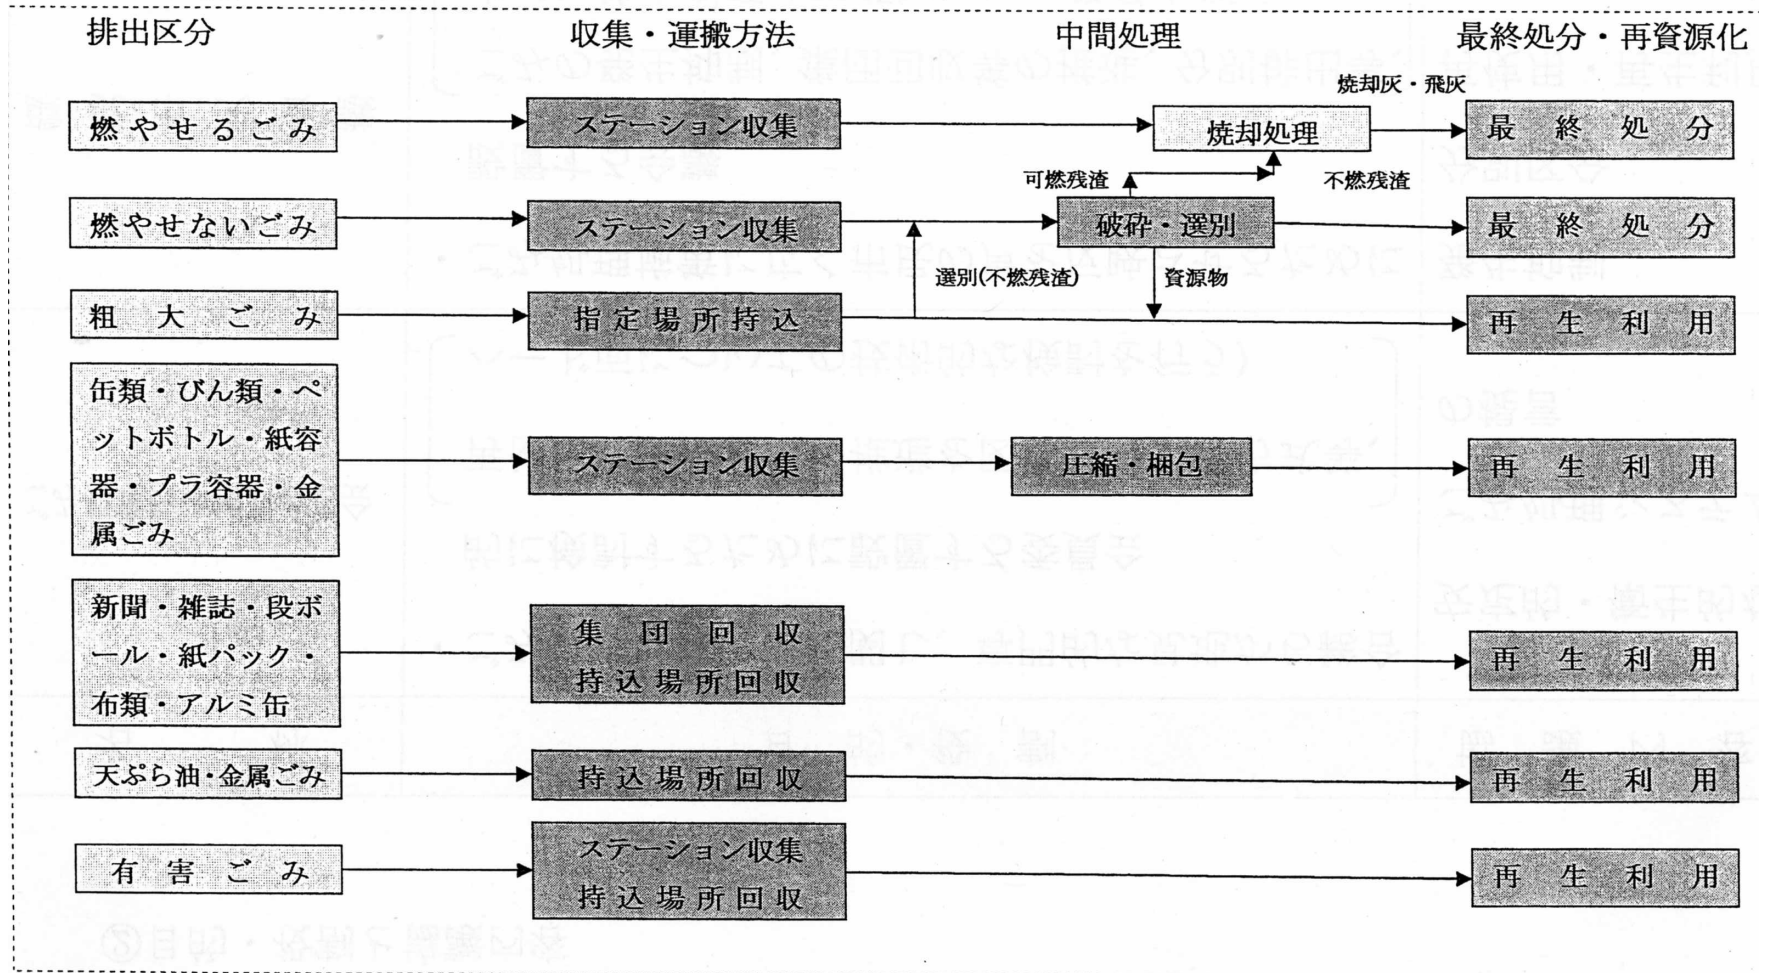 排出区分
収集・運搬方法
中間処理
最終処分・再資源化
燃やせるごみ
ステーション収集
焼却処理
焼却灰・飛灰
最終処分
燃やせないごみ
ステーション収集
可燃残渣
破砕・選別
不燃残渣
最終処分
選別(不燃残渣)
資源物
粗大ごみ
指定場所持込
再生利用
缶類・びん類・ペ
ットボトル・紙容
器・プラ容器・金
属ごみ
ステーション収集
圧縮・梱包
再生利用
新聞・雑誌・段ボ
ール・紙パック・
布類・アルミ缶
集団回収
持込場所回収
再生利用
天ぷら油・金属ごみ
持込場所回収
再生利用
有害ごみ
ステーション収集
持込場所回収
再生利用